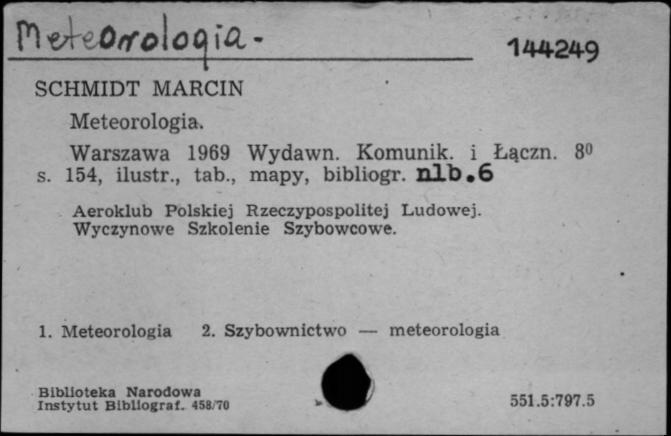 Meteorologia -
144249
SCHMIDT MARCIN
Meteorologia.
Warszawa 1969 Wydawn. Komunik. i Łączn. 8⁰
s. 154, ilustr., tab., mapy, bibliogr. nlb.6
Aeroklub Polskiej Rzeczypospolitej Ludowej.
Wyczynowe Szkolenie Szybowcowe.
1. Meteorologia 2. Szybownictwo — meteorologia
Biblioteka Narodowa
Instytut Bibliograf. 458/70
551.5:797.5